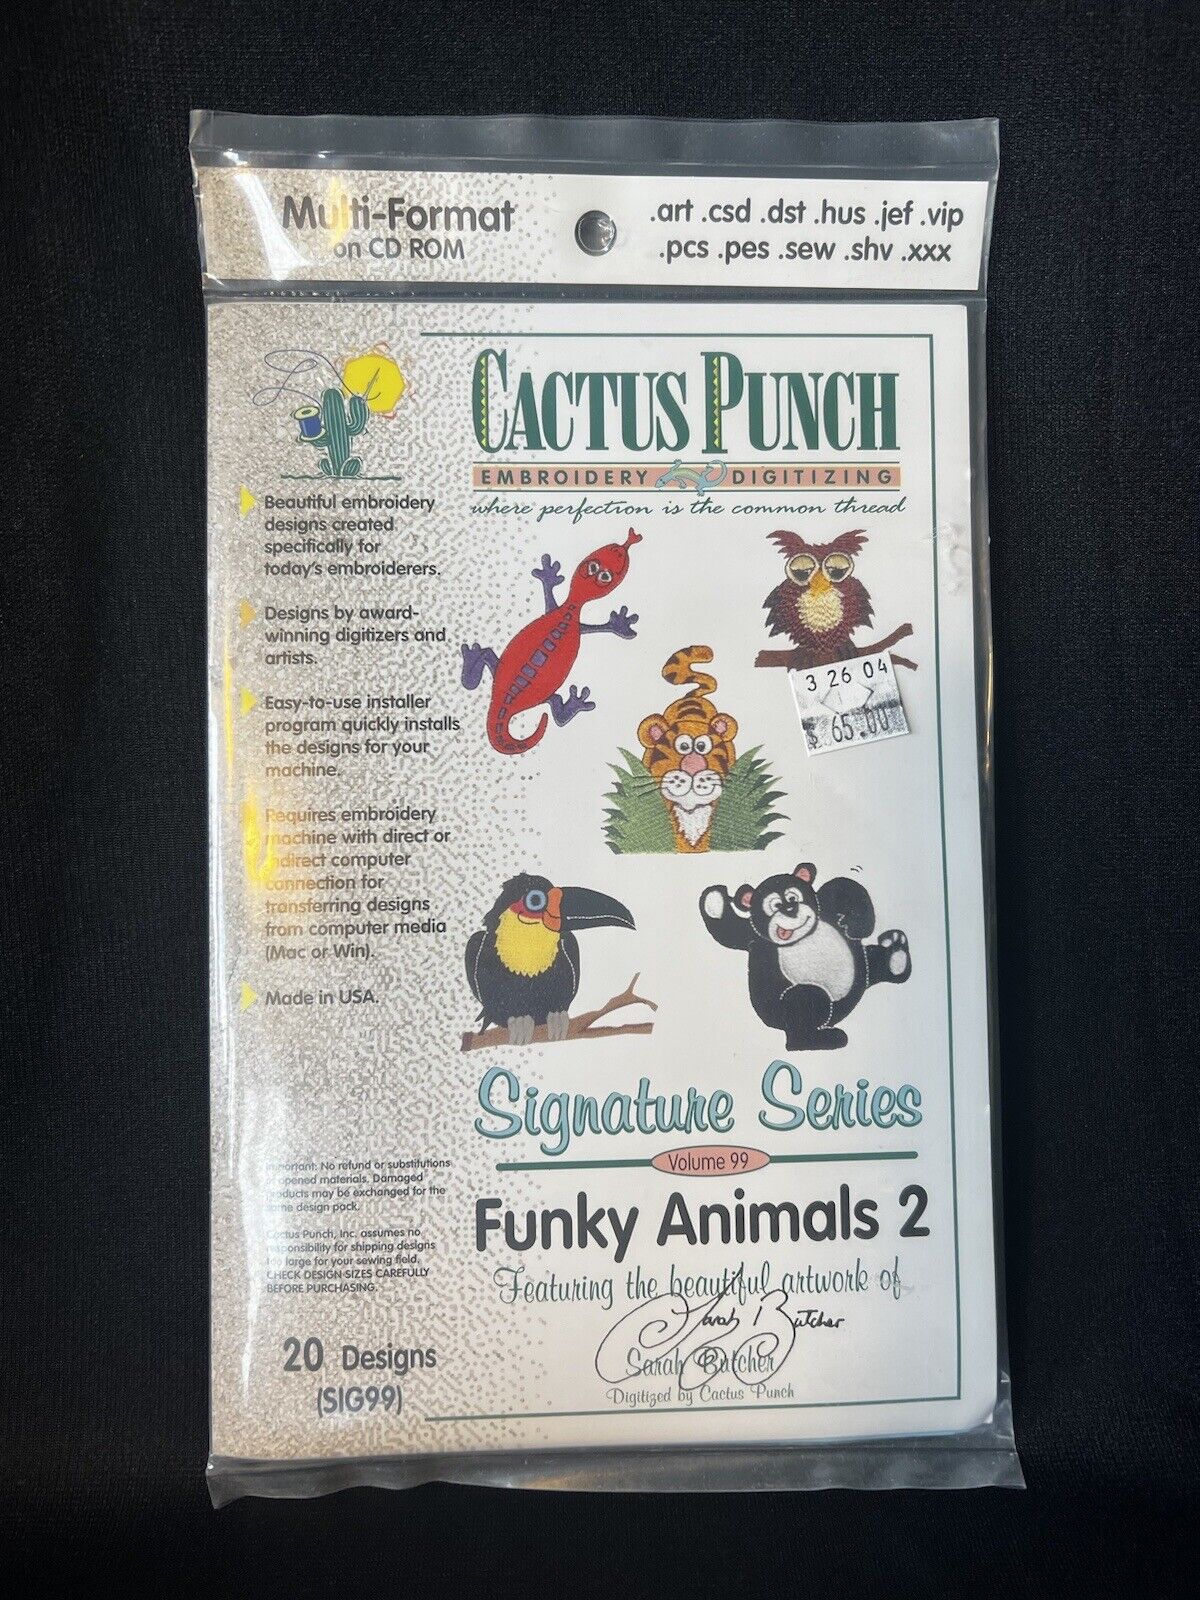 Multi-Format
on CD ROM
.art .csd .dst .hus .jef .vip
.pcs .pes .sew .shv .xxx
CACTUS PUNCH
EMBROIDERY DIGITIZING
where perfection is the common thread
Beautiful embroidery
designs created
specifically for
today's embroiderers.
Designs by award-
winning digitizers and
artists.
Easy-to-use installer
program quickly installs
the designs for your
machine.
Requires embroidery
machine with direct or
indirect computer
connection for
transferring designs
from computer media
(Mac or Win).
Made in USA.
3 26 04
$ 65.00
Important: No refund or substitutions
opened materials. Damaged
products may be exchanged for the
same design pack.
Cactus Punch, Inc. assumes no
responsibility for shipping designs
too large for your sewing field.
CHECK DESIGN SIZES CAREFULLY
BEFORE PURCHASING.
20 Designs
(SIG99)
Signature Series
Volume 99
Funky Animals 2
Featuring the beautiful artwork of
Sarah Butcher
Sarah Butcher
Digitized by Cactus Punch